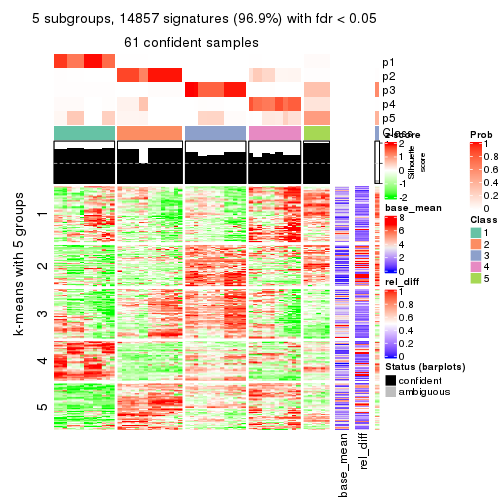 5 subgroups, 14857 signatures (96.9%) with fdr < 0.05
61 confident samples
p1
p2
p3
p4
p5
Class
k-means with 5 groups
1
2
3
4
5
base_mean
rel_diff
1
0.5
0
Silhouette
score
z-score
2
1
0
-1
-2
base_mean
8
6
4
2
0
rel_diff
1
0.8
0.6
0.4
0.2
0
Status (barplots)
confident
ambiguous
Prob
1
0.8
0.6
0.4
0.2
0
Class
1
2
3
4
5